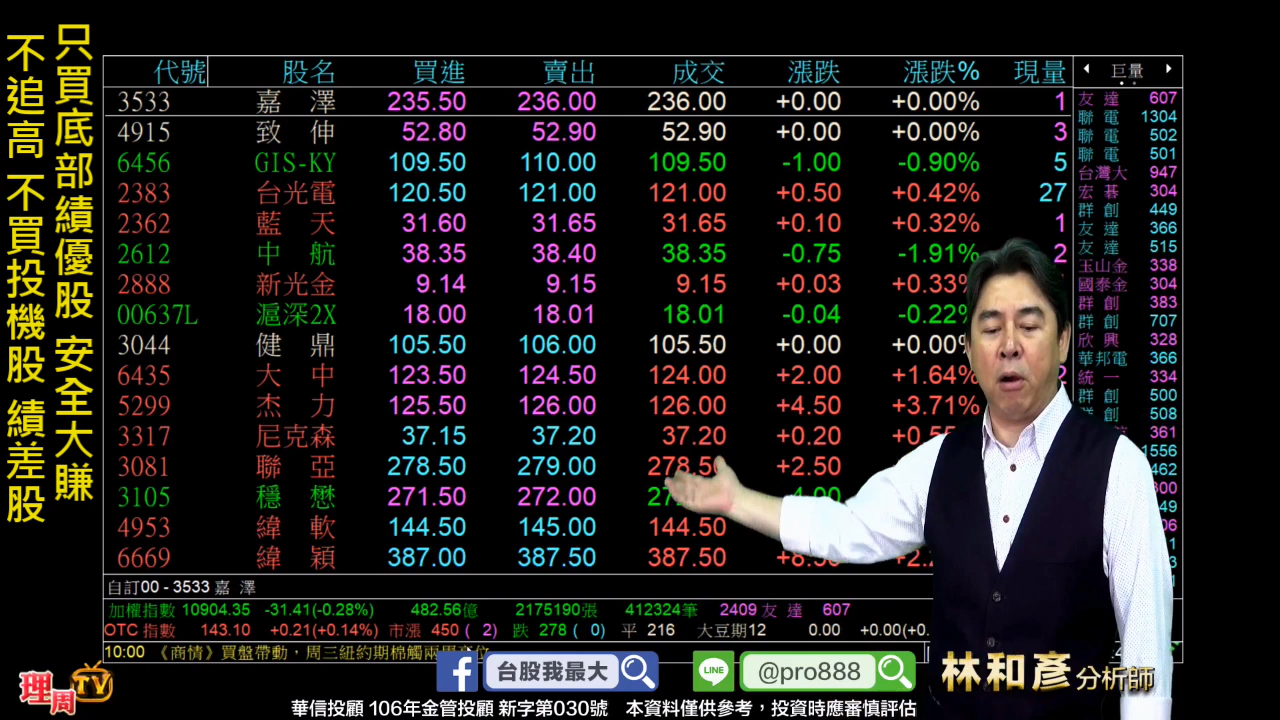 只買底部績優股 安全大賺
不追高 不買投機股 績差股
代號 股名 買進 賣出 成交 漲跌 漲跌% 現量
3533 嘉澤 235.50 236.00 236.00 +0.00 +0.00% 1
4915 致伸 52.80 52.90 52.90 +0.00 +0.00% 3
6456 GIS-KY 109.50 110.00 109.50 -1.00 -0.90% 5
2383 台光電 120.50 121.00 121.00 +0.50 +0.42% 27
2362 藍天 31.60 31.65 31.65 +0.10 +0.32% 1
2612 中航 38.35 38.40 38.35 -0.75 -1.91% 2
2888 新光金 9.14 9.15 9.15 +0.03 +0.33%
00637L 滬深2X 18.00 18.01 18.01 -0.04 -0.22%
3044 健鼎 105.50 106.00 105.50 +0.00 +0.00%
6435 大中 123.50 124.50 124.00 +2.00 +1.64%
5299 杰力 125.50 126.00 126.00 +4.50 +3.71%
3317 尼克森 37.15 37.20 37.20 +0.20
3081 聯亞 278.50 279.00 278.50 +2.50
3105 穩懋 271.50 272.00
4953 緯軟 144.50 145.00 144.50
6669 緯穎 387.00 387.50 387.50
巨量
友達 607
聯電 1304
聯電 502
聯電 501
台灣大 947
宏碁 304
群創 449
友達 366
友達 515
玉山金 338
國泰金 304
群創 383
群創 707
欣興 328
華邦電 366
統一 334
群創 500
群創 508
361
1556
自訂00 - 3533 嘉澤
加權指數 10904.35 -31.41(-0.28%) 482.56億 2175190張 412324筆 2409 友達 607
OTC 指數 143.10 +0.21(+0.14%) 市漲 450 ( 2) 跌 278 ( 0) 平 216 大豆期12 0.00 +0.00(+0.
10:00 《商情》買盤帶動，周三紐約期棉觸兩周高位
理周TV
台股我最大
LINE @pro888
林和彥 分析師
華信投顧 106年金管投顧 新字第030號 本資料僅供參考，投資時應審慎評估